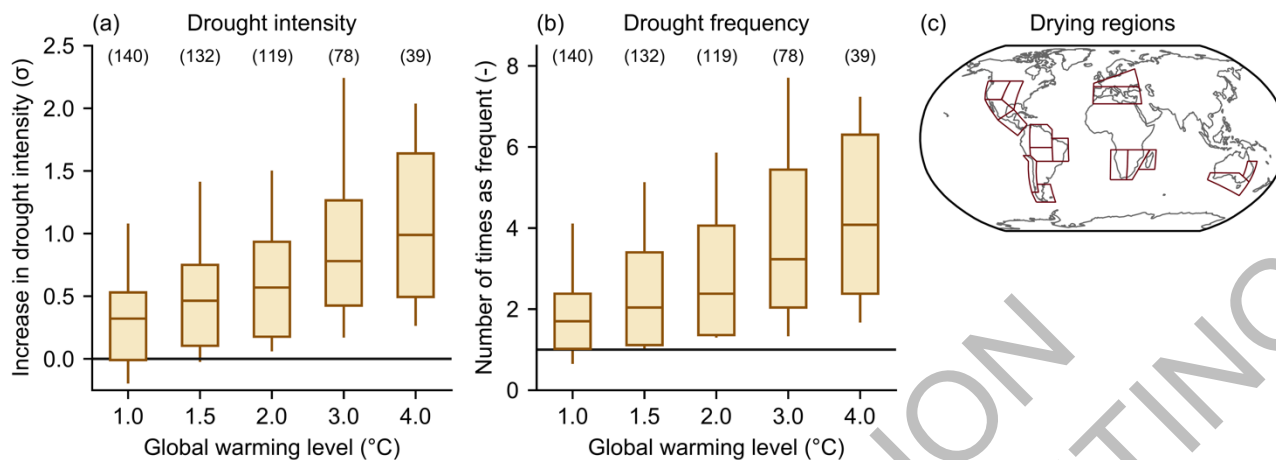 (a) Drought intensity
(140) (132) (119) (78) (39)
Increase in drought intensity (σ)
2.5
2.0
1.5
1.0
0.5
0.0
1.0 1.5 2.0 3.0 4.0
Global warming level (°C)
(b) Drought frequency
(140) (132) (119) (78) (39)
Number of times as frequent (-)
8
6
4
2
0
1.0 1.5 2.0 3.0 4.0
Global warming level (°C)
(c) Drying regions